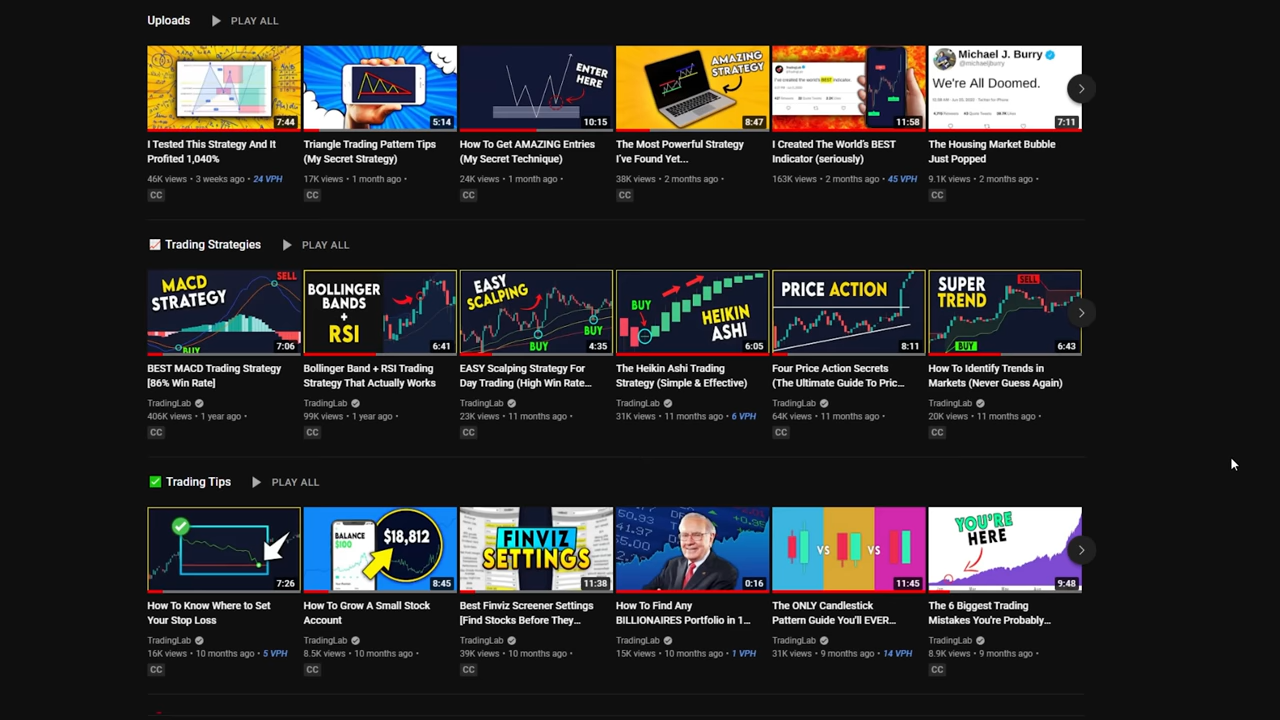 Uploads PLAY ALL
ENTER HERE
AMAZING STRATEGY
Michael J. Burry
@michaeljburry
We're All Doomed.
7:44
5:14
10:15
8:47
11:58
7:11
I Tested This Strategy And It
Profited 1,040%
46K views • 3 weeks ago • 24 VPH
CC
Triangle Trading Pattern Tips
(My Secret Strategy)
17K views • 1 month ago •
CC
How To Get AMAZING Entries
(My Secret Technique)
24K views • 1 month ago •
CC
The Most Powerful Strategy
I've Found Yet...
38K views • 2 months ago •
CC
I Created The World's BEST
Indicator (seriously)
163K views • 2 months ago • 45 VPH
The Housing Market Bubble
Just Popped
9.1K views • 2 months ago •
CC
Trading Strategies PLAY ALL
MACD
STRATEGY
SELL
BUY
7:06
BOLLINGER
BANDS
+
RSI
6:41
EASY
SCALPING
BUY
BUY
4:35
BUY
HEIKIN
ASHI
6:05
PRICE ACTION
8:11
SUPER
TREND
SELL
BUY
6:43
BEST MACD Trading Strategy
[86% Win Rate]
TradingLab
406K views • 1 year ago •
CC
Bollinger Band + RSI Trading
Strategy That Actually Works
TradingLab
99K views • 1 year ago •
CC
EASY Scalping Strategy For
Day Trading (High Win Rate...
TradingLab
23K views • 11 months ago •
CC
The Heikin Ashi Trading
Strategy (Simple & Effective)
TradingLab
31K views • 11 months ago • 6 VPH
Four Price Action Secrets
(The Ultimate Guide To Pric...
TradingLab
64K views • 11 months ago •
CC
How To Identify Trends in
Markets (Never Guess Again)
TradingLab
20K views • 11 months ago •
CC
Trading Tips PLAY ALL
7:26
BALANCE
$100
$18,812
8:45
FINVIZ
SETTINGS
11:38
0:16
VS VS
11:45
YOU'RE
HERE
9:48
How To Know Where to Set
Your Stop Loss
TradingLab
16K views • 10 months ago • 5 VPH
CC
How To Grow A Small Stock
Account
TradingLab
8.5K views • 10 months ago •
CC
Best Finviz Screener Settings
[Find Stocks Before They...
TradingLab
39K views • 10 months ago •
CC
How To Find Any
BILLIONAIRES Portfolio in 1...
TradingLab
15K views • 10 months ago • 1 VPH
The ONLY Candlestick
Pattern Guide You'll EVER...
TradingLab
31K views • 9 months ago • 14 VPH
The 6 Biggest Trading
Mistakes You're Probably...
TradingLab
8.9K views • 9 months ago •
CC